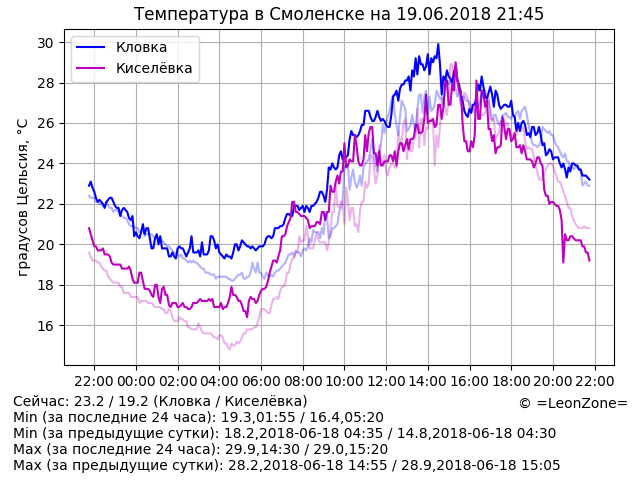 Температура в Смоленске на 19.06.2018 21:45
Кловка
Киселёвка
градусов Цельсия, °C
30
28
26
24
22
20
18
16
22:00 00:00 02:00 04:00 06:00 08:00 10:00 12:00 14:00 16:00 18:00 20:00 22:00
Сейчас: 23.2 / 19.2 (Кловка / Киселёвка)
© =LeonZone=
Min (за последние 24 часа): 19.3,01:55 / 16.4,05:20
Min (за предыдущие сутки): 18.2,2018-06-18 04:35 / 14.8,2018-06-18 04:30
Max (за последние 24 часа): 29.9,14:30 / 29.0,15:20
Max (за предыдущие сутки): 28.2,2018-06-18 14:55 / 28.9,2018-06-18 15:05